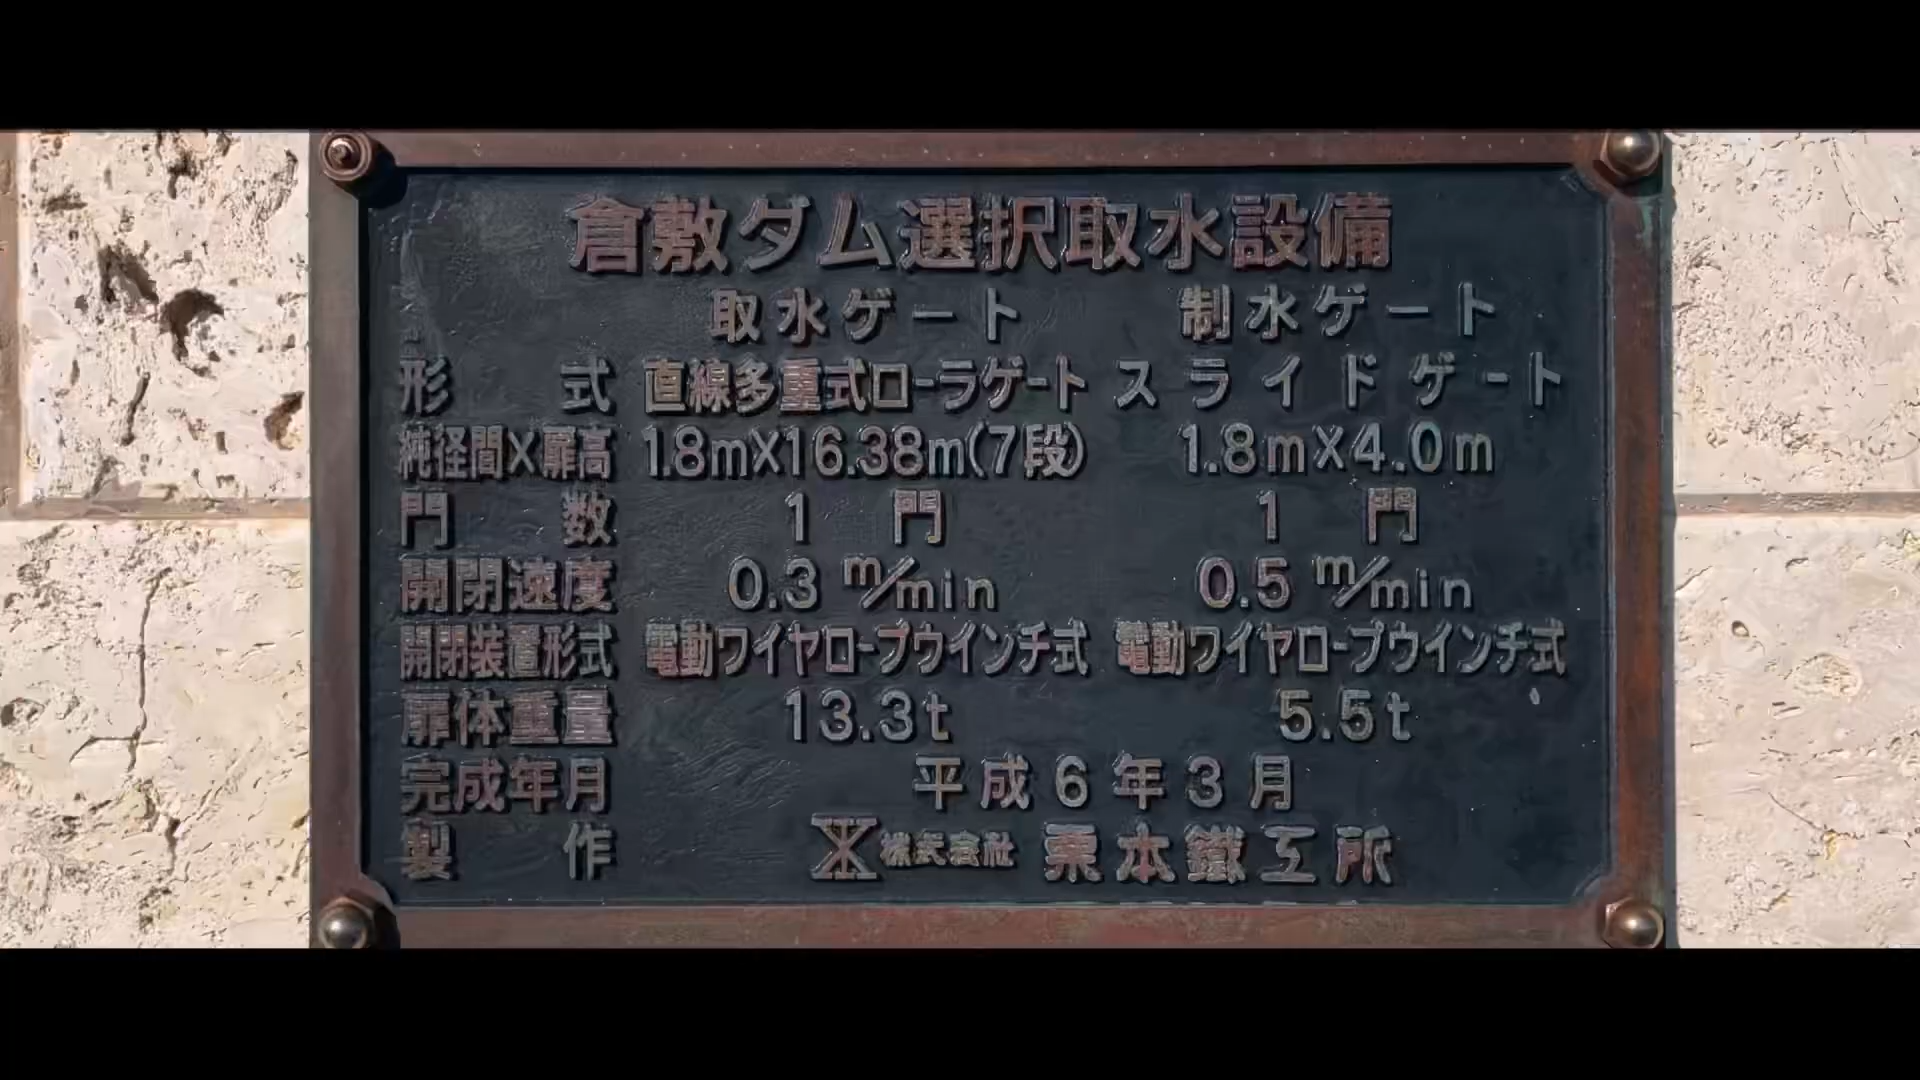 倉敷ダム選択取水設備
取水ゲート 制水ゲート
形式 直線多重式ローラゲート スライドゲート
純径間×扉高 1.8m×16.38m(7段) 1.8m×4.0m
門数 1門 1門
開閉速度 0.3 m/min 0.5 m/min
開閉装置形式 電動ワイヤロープウインチ式 電動ワイヤロープウインチ式
扉体重量 13.3t 5.5t
完成年月 平成6年3月
製作 株式会社 栗本鐵工所